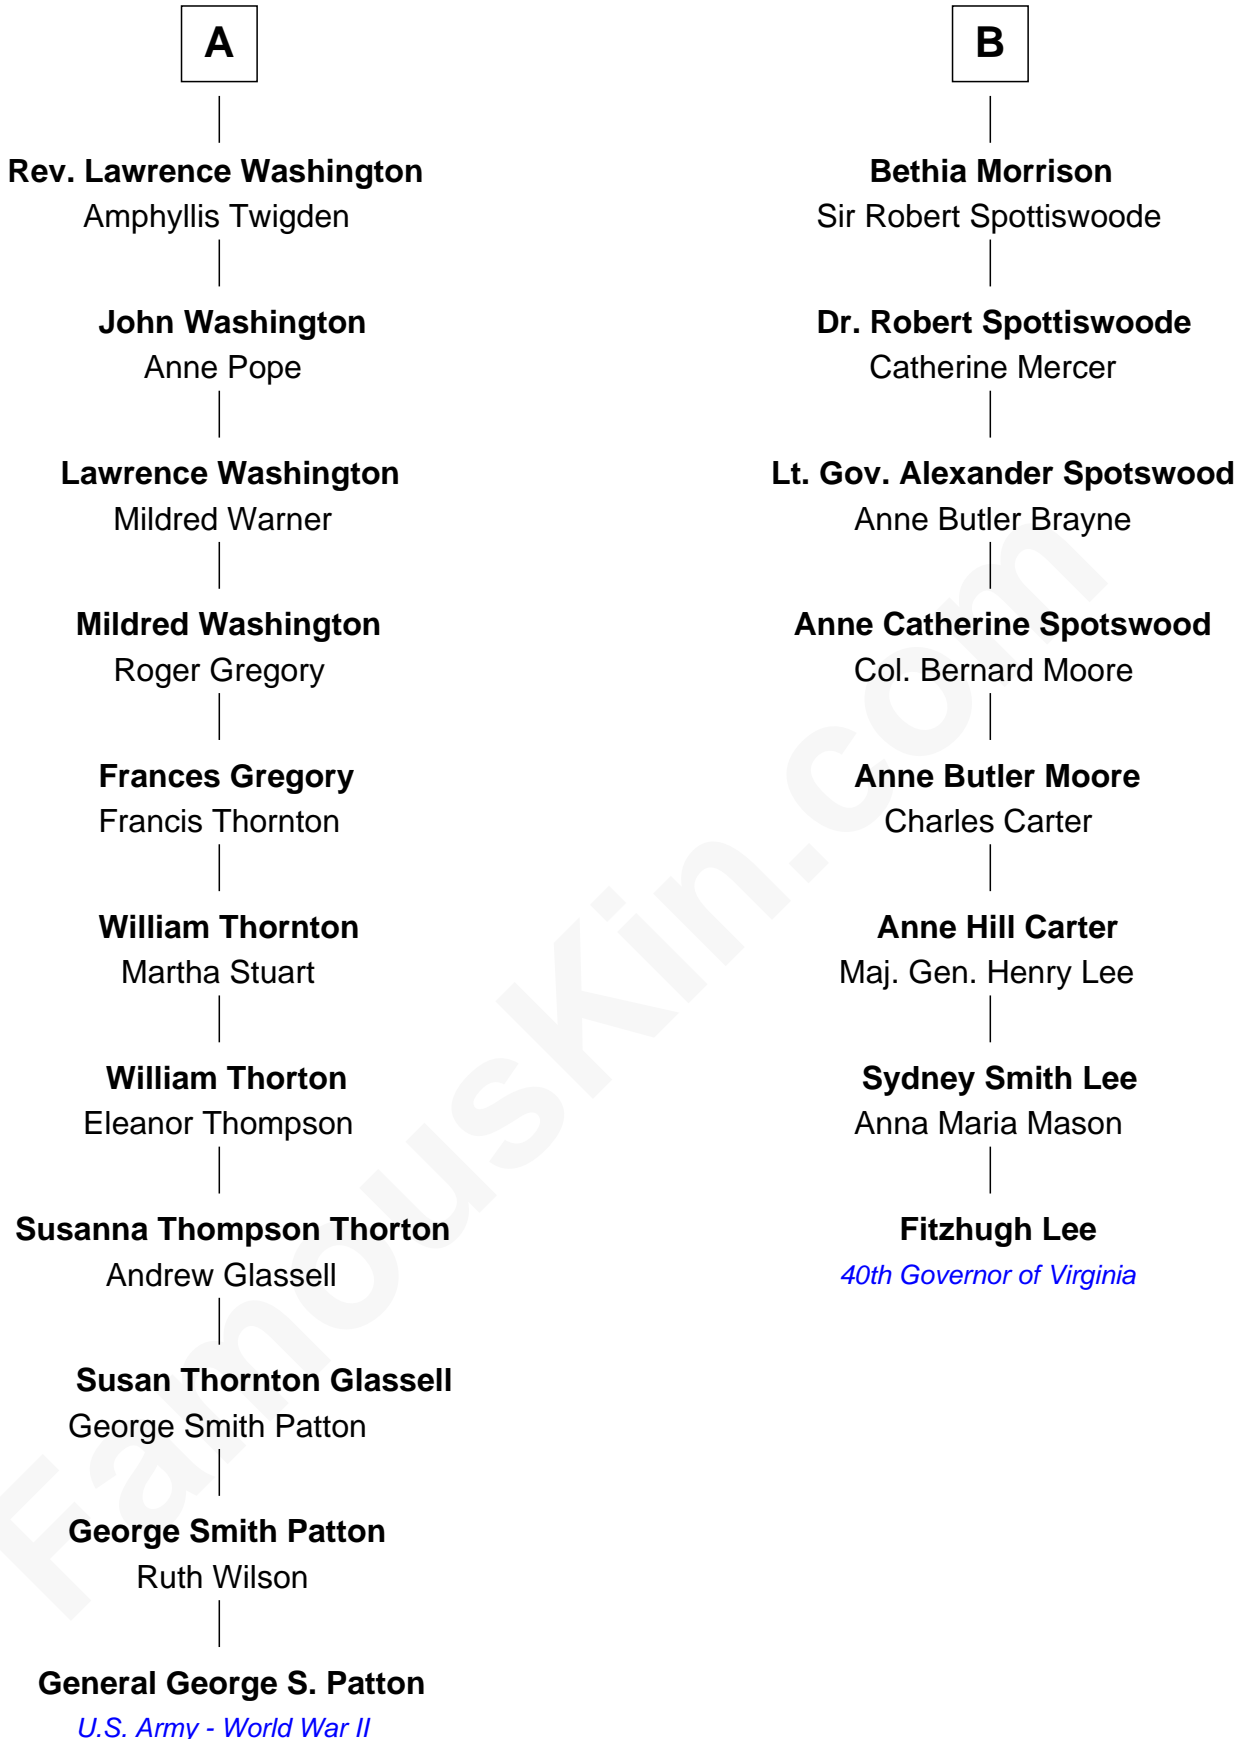 A
Rev. Lawrence Washington
Amphyllis Twigden
John Washington
Anne Pope
Lawrence Washington
Mildred Warner
Mildred Washington
Roger Gregory
Frances Gregory
Francis Thornton
William Thornton
Martha Stuart
William Thorton
Eleanor Thompson
Susanna Thompson Thorton
Andrew Glassell
Susan Thornton Glassell
George Smith Patton
George Smith Patton
Ruth Wilson
General George S. Patton
U.S. Army - World War II
B
Bethia Morrison
Sir Robert Spottiswoode
Dr. Robert Spottiswoode
Catherine Mercer
Lt. Gov. Alexander Spotswood
Anne Butler Brayne
Anne Catherine Spotswood
Col. Bernard Moore
Anne Butler Moore
Charles Carter
Anne Hill Carter
Maj. Gen. Henry Lee
Sydney Smith Lee
Anna Maria Mason
Fitzhugh Lee
40th Governor of Virginia
FamousKin.com